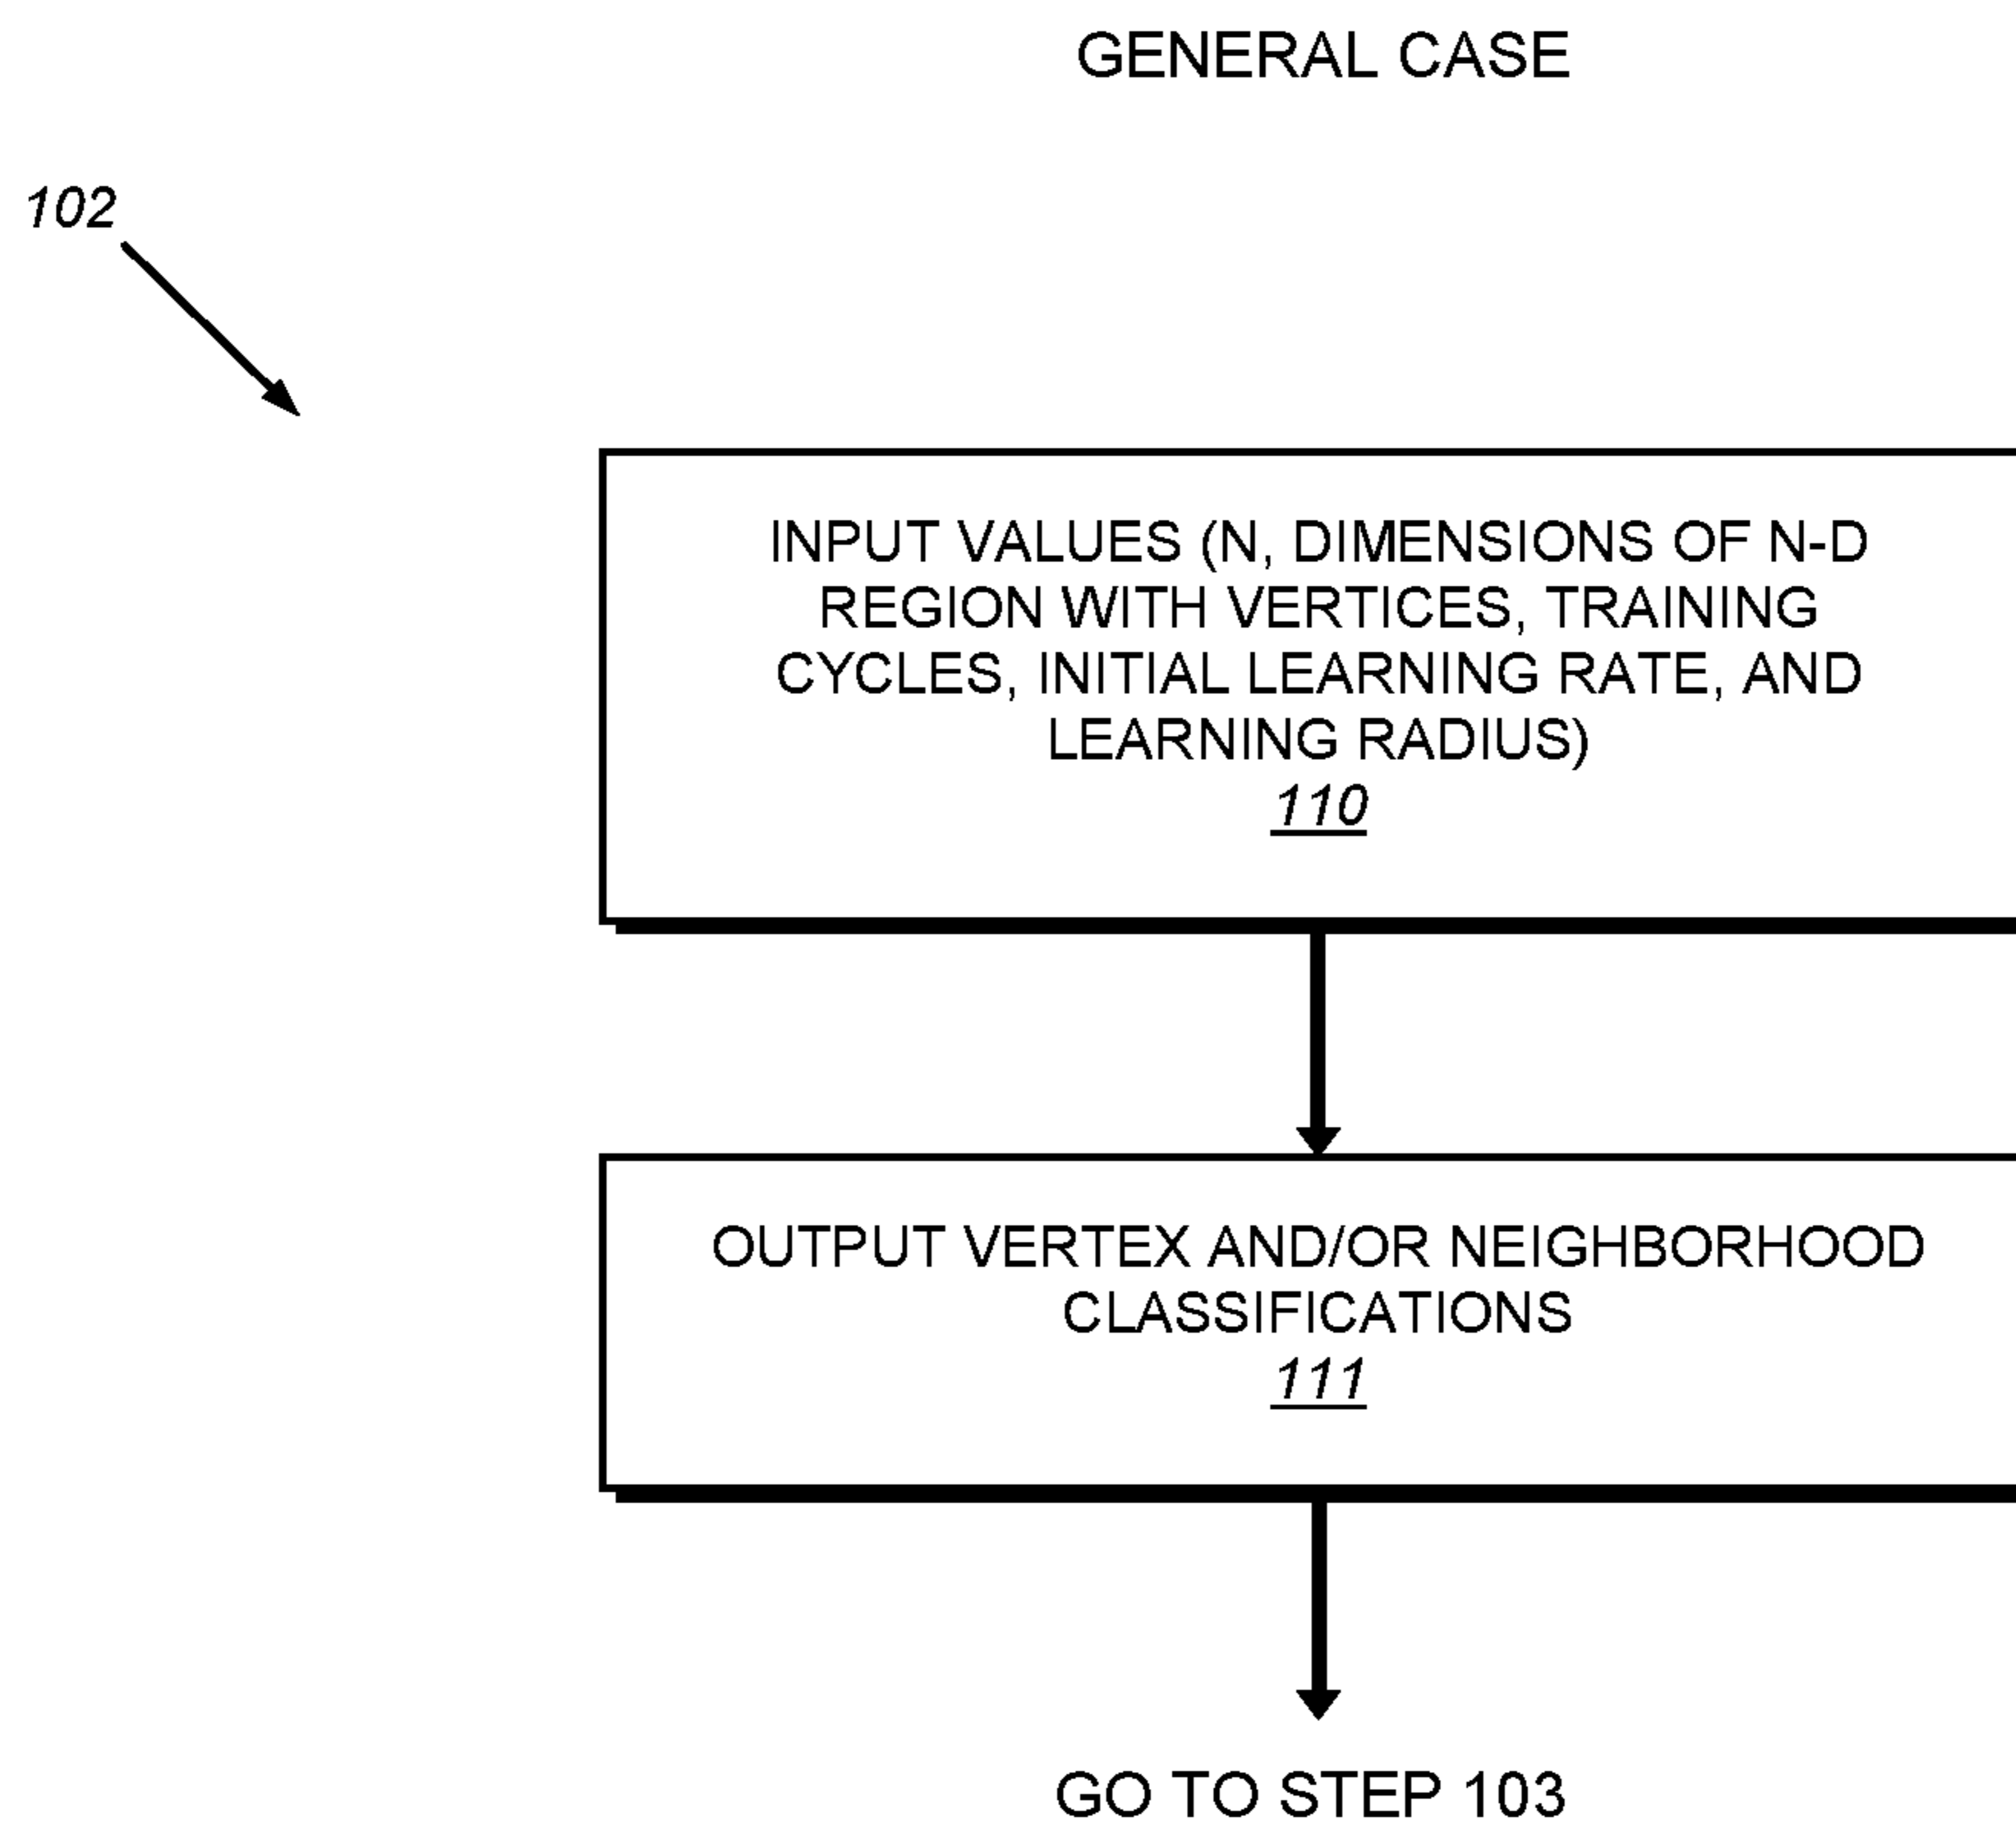 GENERAL CASE
102
INPUT VALUES (N, DIMENSIONS OF N-D
REGION WITH VERTICES, TRAINING
CYCLES, INITIAL LEARNING RATE, AND
LEARNING RADIUS)
110
OUTPUT VERTEX AND/OR NEIGHBORHOOD
CLASSIFICATIONS
111
GO TO STEP 103